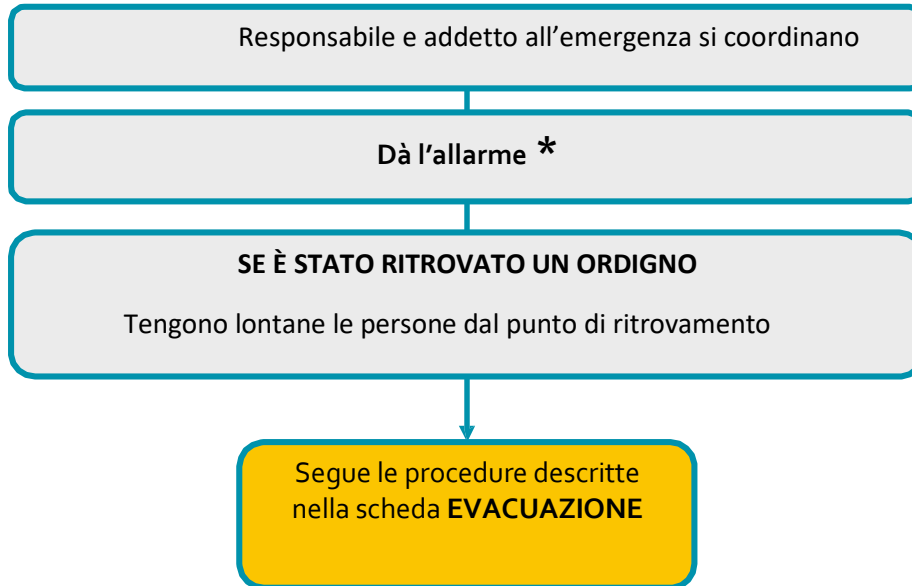 Responsabile e addetto all’emergenza si coordinano
Dà l’allarme *
SE È STATO RITROVATO UN ORDIGNO
Tengono lontane le persone dal punto di ritrovamento
Segue le procedure descritte
nella scheda EVACUAZIONE